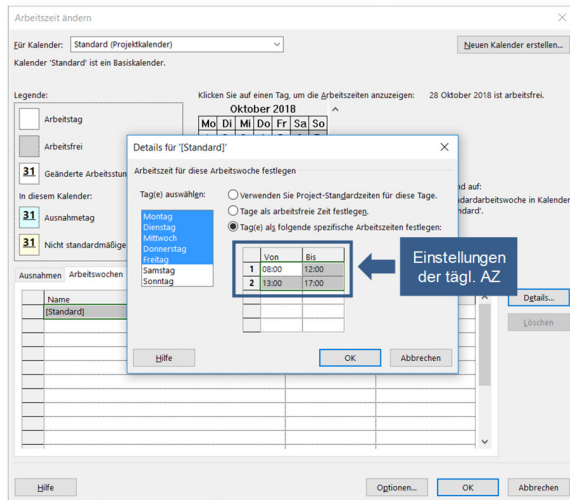 Arbeitszeit ändern
Für Kalender: Standard (Projektkalender)
Neuen Kalender erstellen...
Kalender 'Standard' ist ein Basiskalender.
Legende:
Klicken Sie auf einen Tag, um die Arbeitszeiten anzuzeigen:
28 Oktober 2018 ist arbeitsfrei.
Arbeitstag
Oktober 2018
Mo Di Mi Do Fr Sa So
Arbeitsfrei
31 Geänderte Arbeitsstun
In diesem Kalender:
31 Ausnahmetag
31 Nicht standardmäßige
nd auf:
dardarbeitswoche in Kalender
ndard'.
Details für '[Standard]'
Arbeitszeit für diese Arbeitswoche festlegen
Tag(e) auswählen:
Montag
Dienstag
Mittwoch
Donnerstag
Freitag
Samstag
Sonntag
Verwenden Sie Project-Standardzeiten für diese Tage.
Tage als arbeitsfreie Zeit festlegen.
Tag(e) als folgende spezifische Arbeitszeiten festlegen:
Von Bis
1 08:00 12:00
2 13:00 17:00
Einstellungen
der tägl. AZ
Hilfe
OK
Abbrechen
Ausnahmen Arbeitswochen
Name
[Standard]
Details...
Löschen
Hilfe
Optionen...
OK
Abbrechen